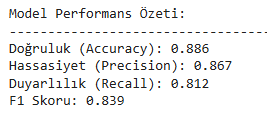 Model Performans Özeti:
-----------------------------------
Doğruluk (Accuracy): 0.886
Hassasiyet (Precision): 0.867
Duyarlılık (Recall): 0.812
F1 Skoru: 0.839